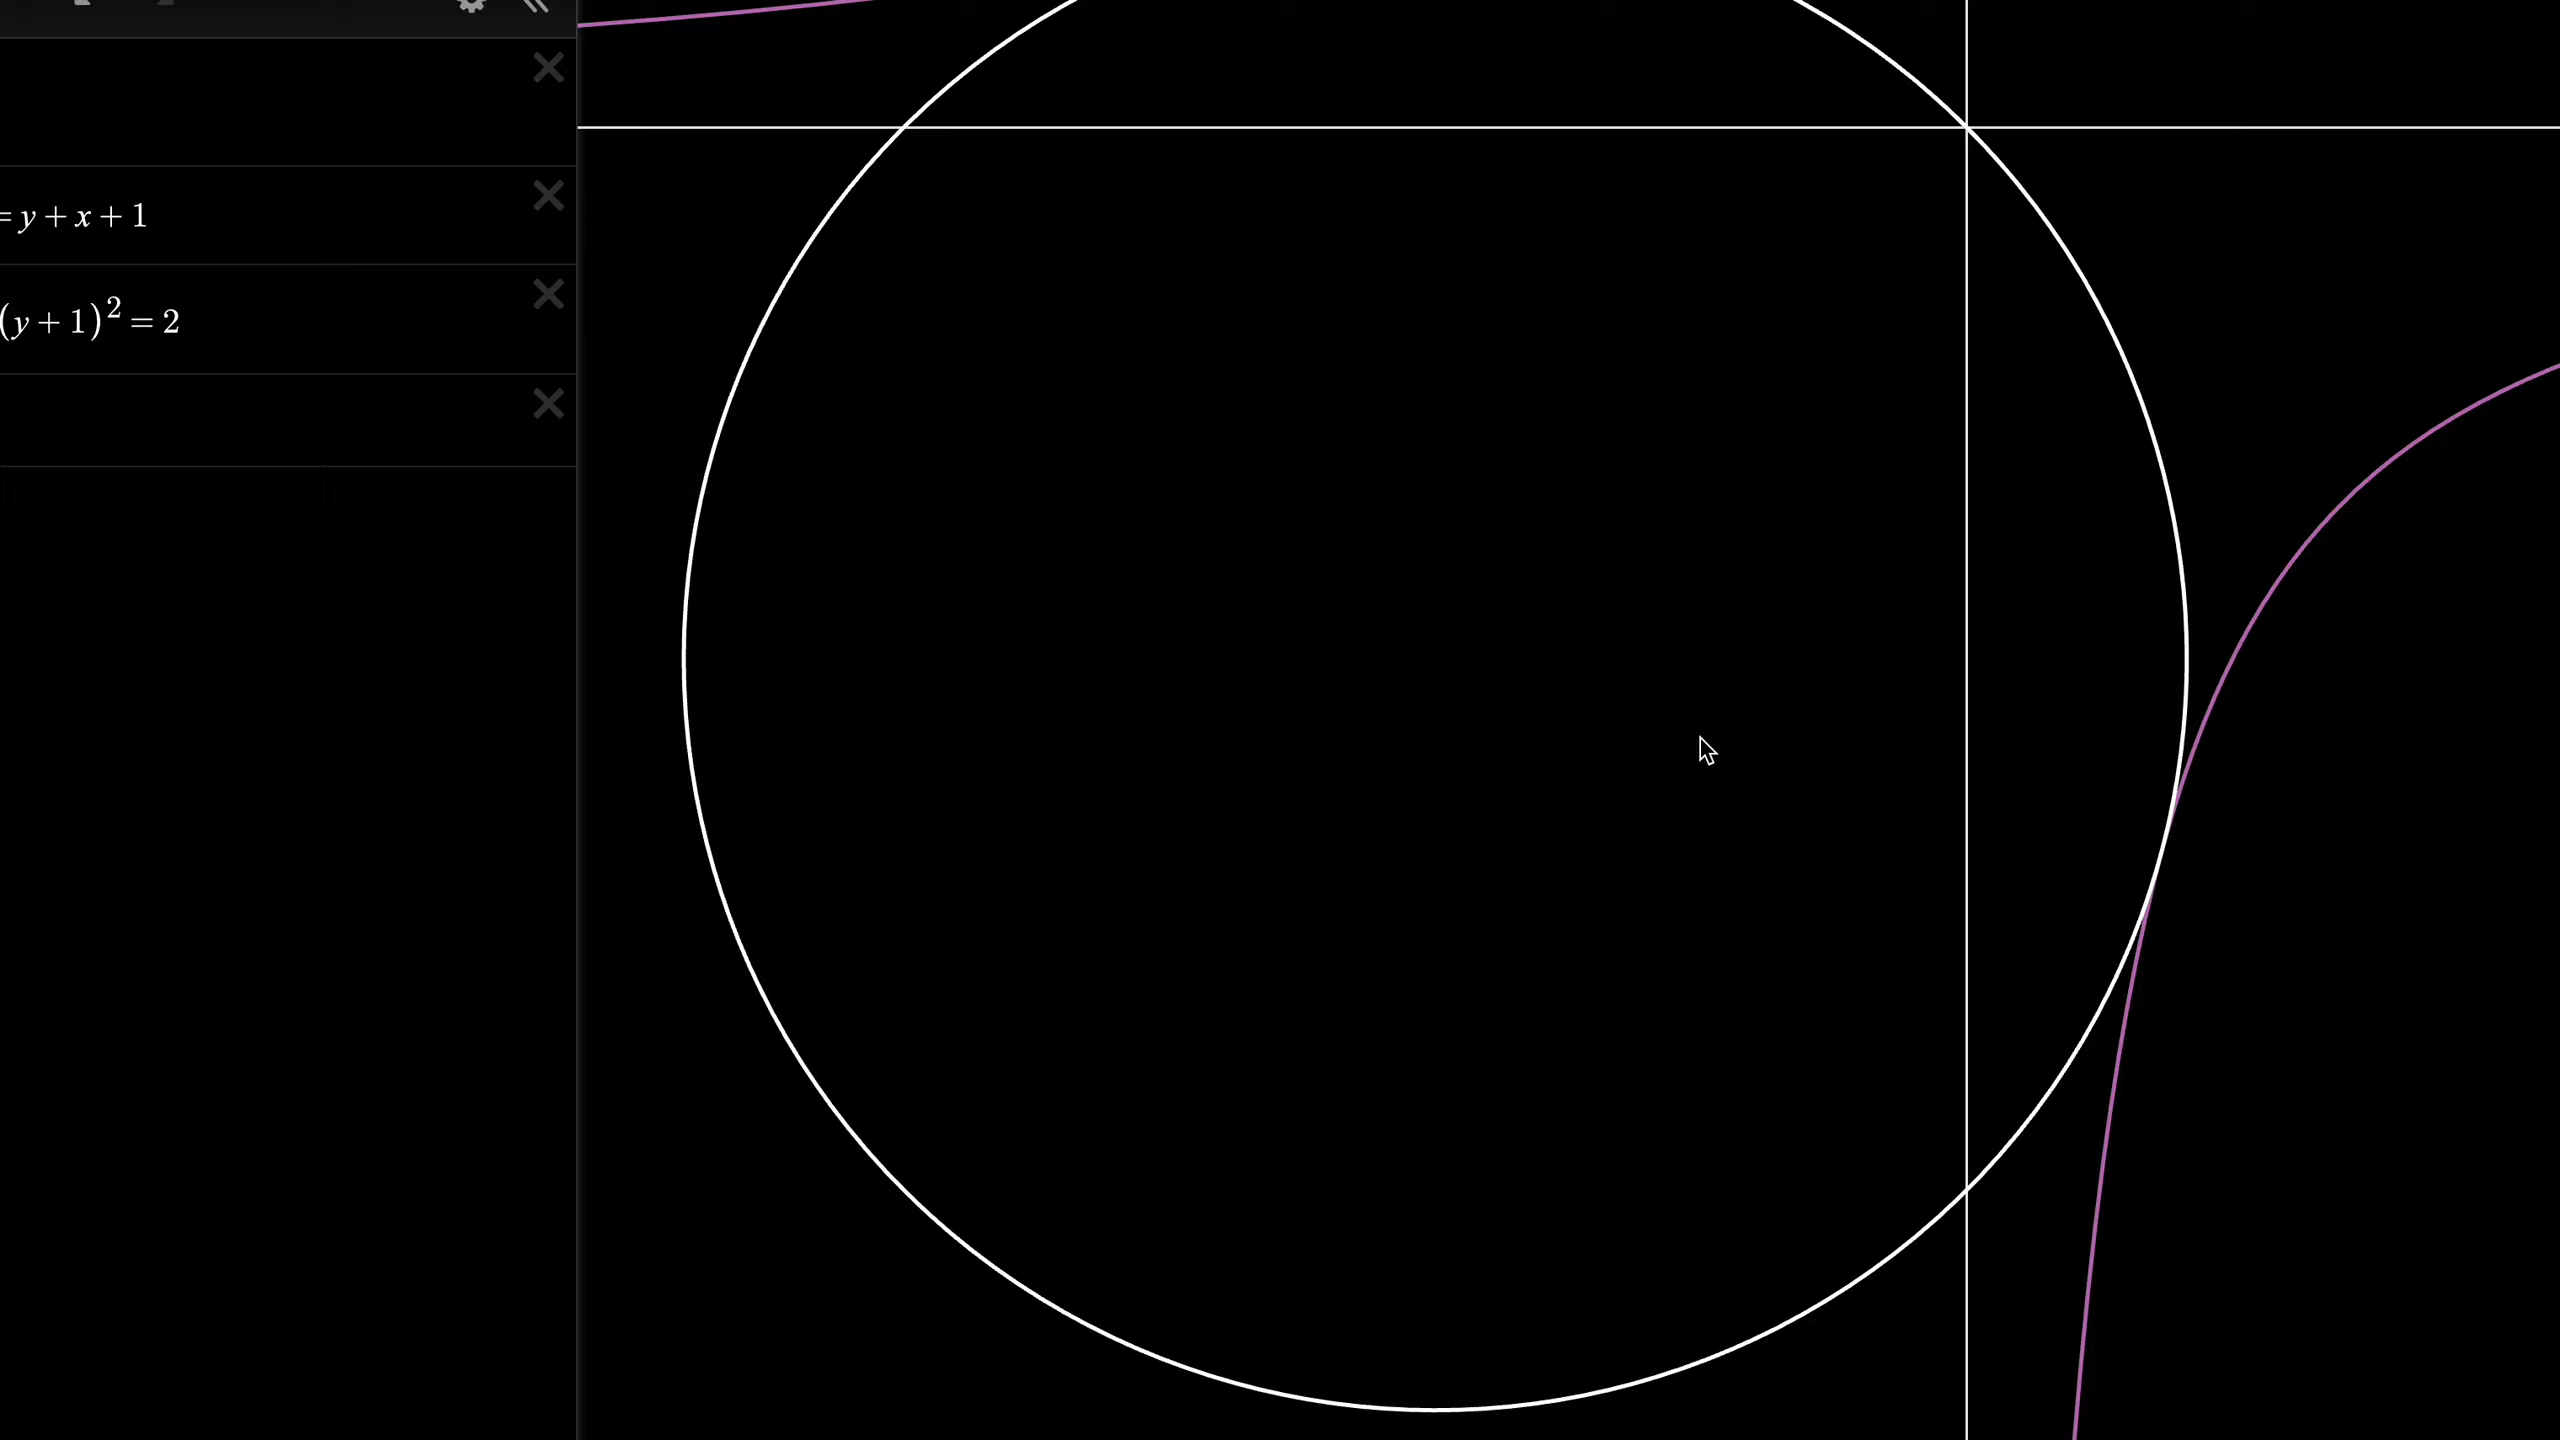 = y + x + 1
(y + 1)² = 2